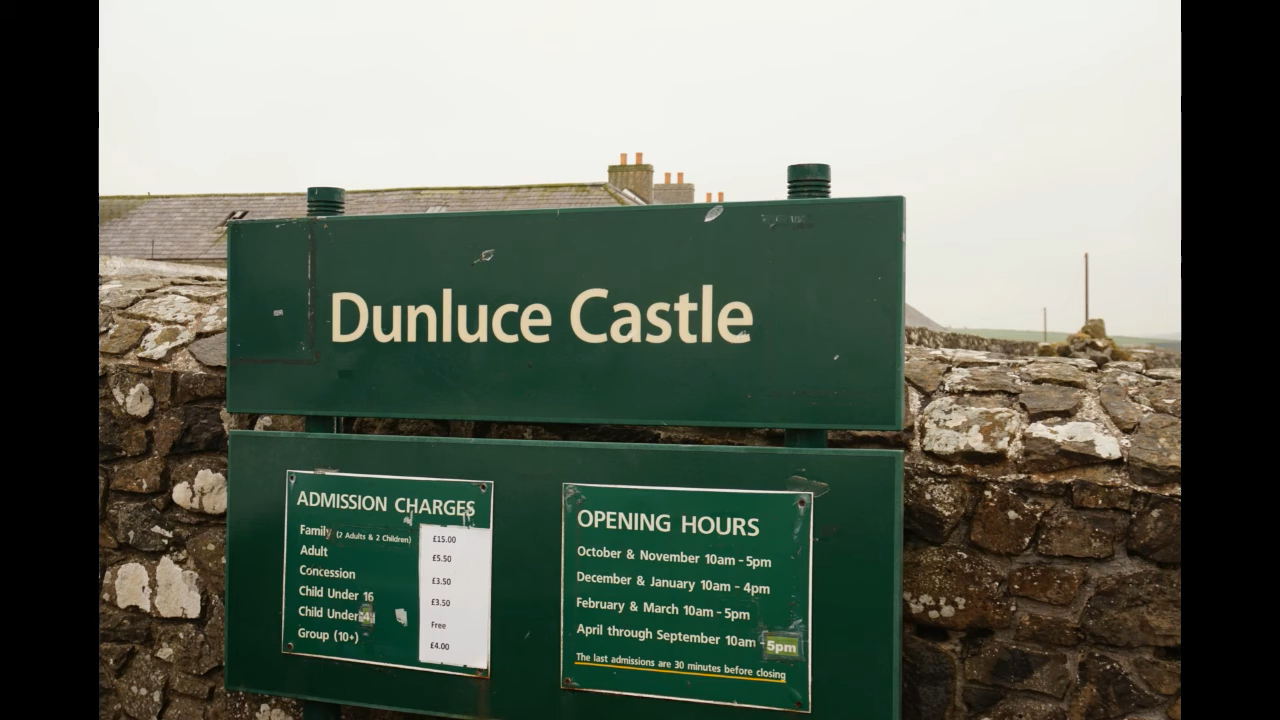 Dunluce Castle
ADMISSION CHARGES
Family (2 Adults & 2 Children) £15.00
Adult £5.50
Concession £3.50
Child Under 16 £3.50
Child Under 4 Free
Group (10+) £4.00
OPENING HOURS
October & November 10am - 5pm
December & January 10am - 4pm
February & March 10am - 5pm
April through September 10am - 5pm
The last admissions are 30 minutes before closing